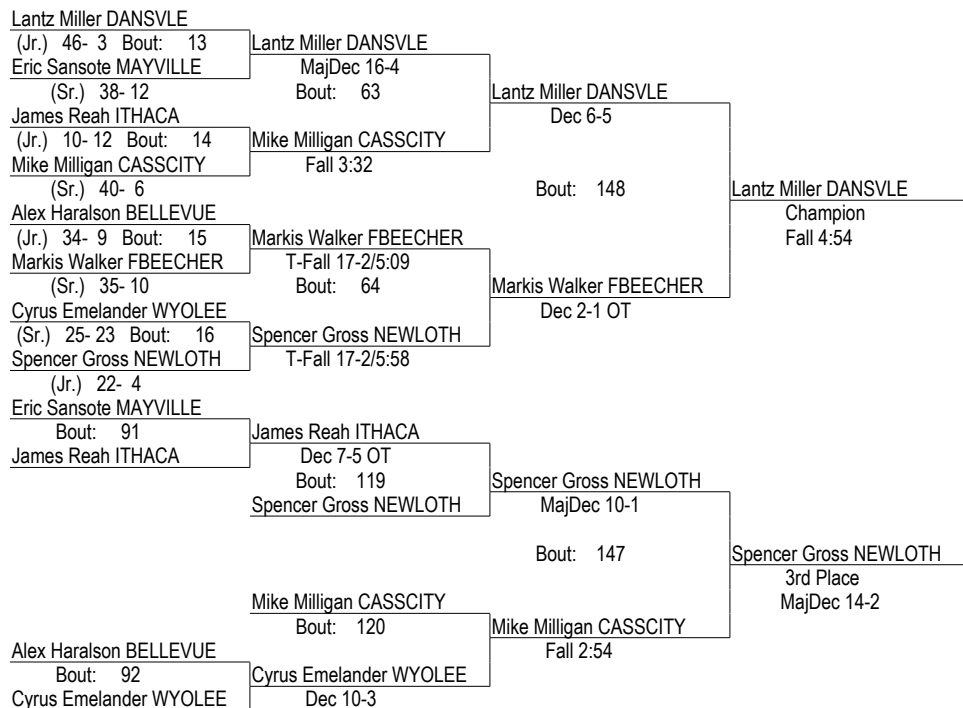 Lantz Miller DANSVLE
(Jr.) 46- 3 Bout: 13
Lantz Miller DANSVLE
Eric Sansote MAYVILLE
MajDec 16-4
(Sr.) 38- 12
Bout: 63
Lantz Miller DANSVLE
James Reah ITHACA
Dec 6-5
(Jr.) 10- 12 Bout: 14
Mike Milligan CASSCITY
Mike Milligan CASSCITY
Fall 3:32
(Sr.) 40- 6
Bout: 148
Lantz Miller DANSVLE
Alex Haralson BELLEVUE
Champion
(Jr.) 34- 9 Bout: 15
Markis Walker FBEECHER
Fall 4:54
Markis Walker FBEECHER
T-Fall 17-2/5:09
(Sr.) 35- 10
Bout: 64
Markis Walker FBEECHER
Cyrus Emelander WYOLEE
Dec 2-1 OT
(Sr.) 25- 23 Bout: 16
Spencer Gross NEWLOTH
Spencer Gross NEWLOTH
T-Fall 17-2/5:58
(Jr.) 22- 4
Eric Sansote MAYVILLE
Bout: 91
James Reah ITHACA
James Reah ITHACA
Dec 7-5 OT
Bout: 119
Spencer Gross NEWLOTH
Spencer Gross NEWLOTH
MajDec 10-1
Bout: 147
Spencer Gross NEWLOTH
3rd Place
Mike Milligan CASSCITY
MajDec 14-2
Bout: 120
Mike Milligan CASSCITY
Alex Haralson BELLEVUE
Fall 2:54
Bout: 92
Cyrus Emelander WYOLEE
Cyrus Emelander WYOLEE
Dec 10-3